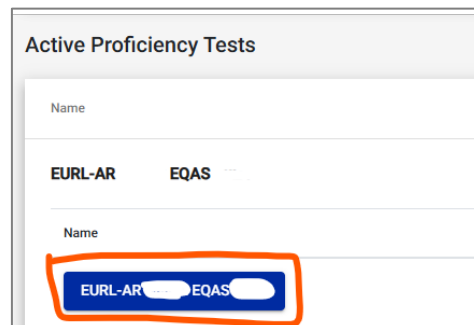 Active Proficiency Tests
Name
EURL-AR EQAS
Name
EURL-AR EQAS